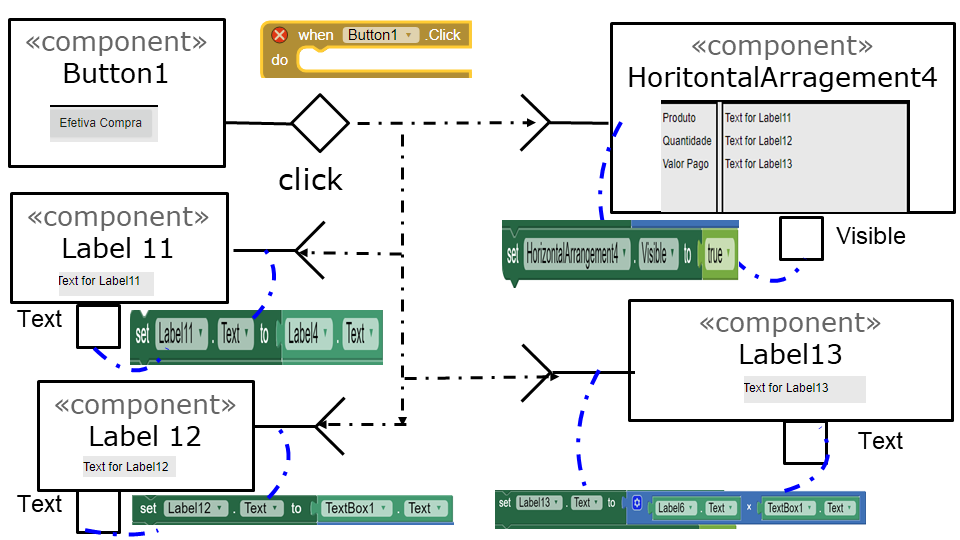 «component»
Button1
Efetiva Compra
when Button1 .Click
do
click
«component»
HoritontalArragement4
Produto Text for Label11
Quantidade Text for Label12
Valor Pago Text for Label13
Visible
set HorizontalArrangement4 . Visible to true
«component»
Label 11
Text for Label11
Text
set Label11 . Text to Label4 . Text
«component»
Label13
Text for Label13
Text
«component»
Label 12
Text for Label12
Text
set Label12 . Text to TextBox1 . Text
set Label13 . Text to Label6 . Text x TextBox1 . Text